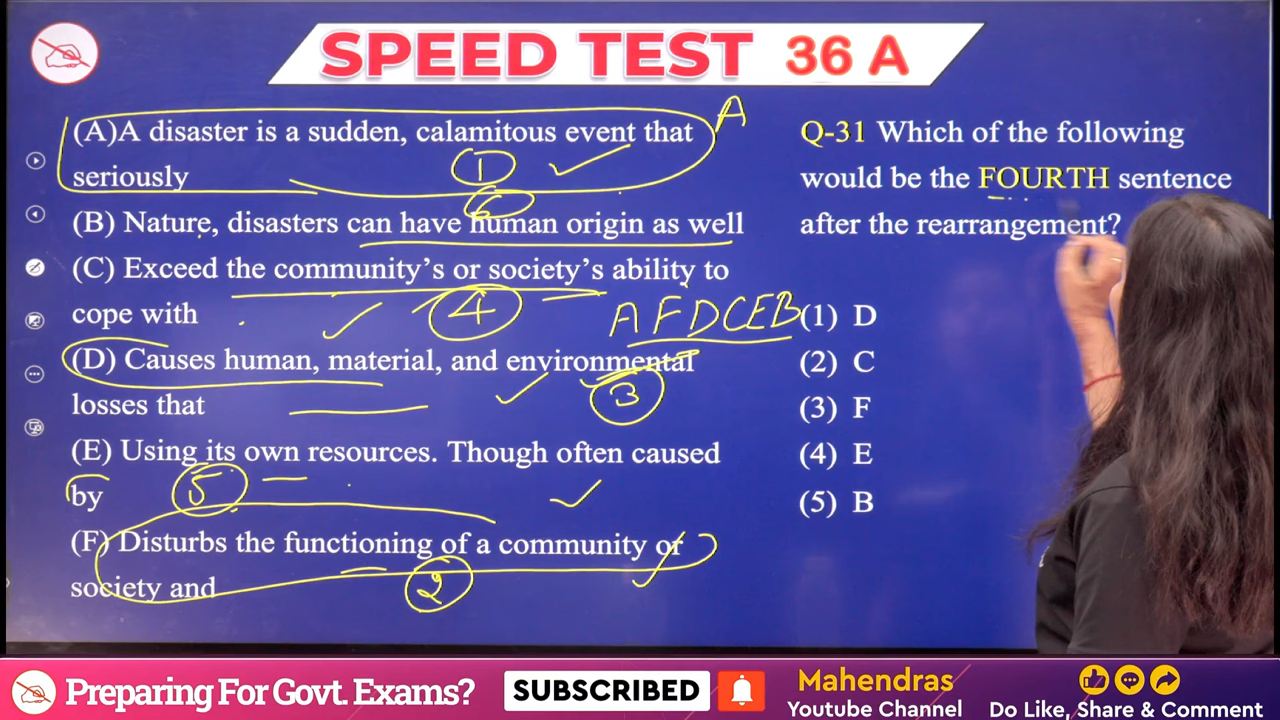 SPEED TEST 36 A
(A)A disaster is a sudden, calamitous event that
seriously
A
1
6
(B) Nature, disasters can have human origin as well
(C) Exceed the community's or society's ability to
cope with
4
A F D C E B
(D) Causes human, material, and environmental
losses that
3
(E) Using its own resources. Though often caused
by
5
(F) Disturbs the functioning of a community or
society and
2
Q-31 Which of the following
would be the FOURTH sentence
after the rearrangement?
(1) D
(2) C
(3) F
(4) E
(5) B
Preparing For Govt. Exams?
SUBSCRIBED
Mahendras
Youtube Channel
Do Like, Share & Comment